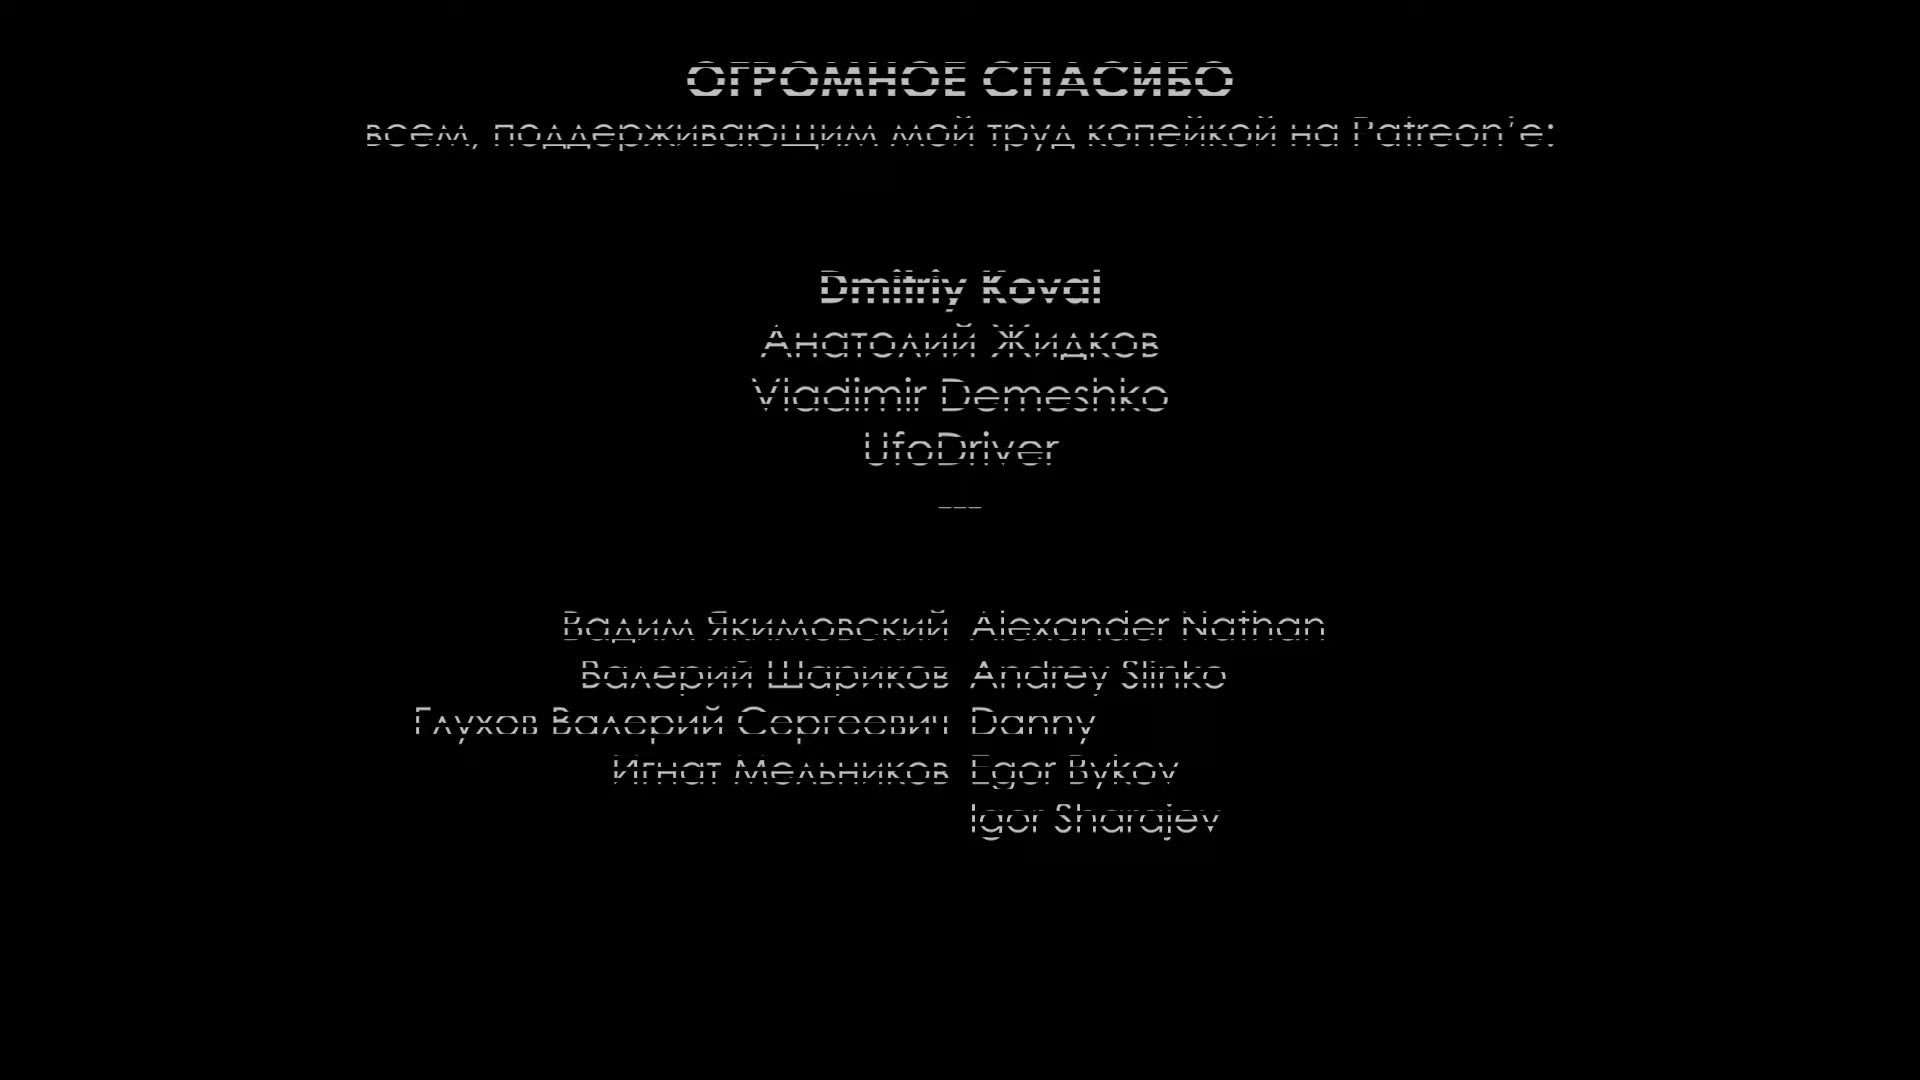 ОГРОМНОЕ СПАСИБО
всем, поддерживающим мой труд копейкой на Patreon'е:
Dmitriy Koval
Анатолий Жидков
Vladimir Demeshko
UfoDriver
---
Вадим Якимовский Alexander Nathan
Валерий Шариков Andrey Slinko
Глухов Валерий Сергеевич Danny
Игнат Мельников Egor Bykov
Igor Sharajev